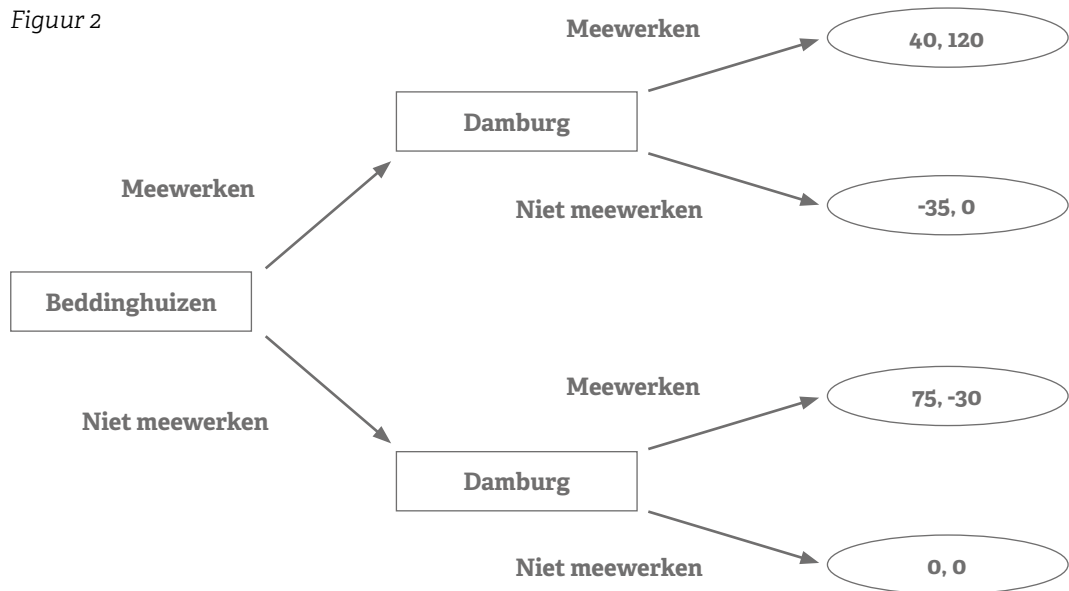 Figuur 2
Meewerken
40, 120
Damburg
Meewerken
Niet meewerken
-35, 0
Beddinghuizen
Meewerken
75, -30
Niet meewerken
Damburg
Niet meewerken
0, 0